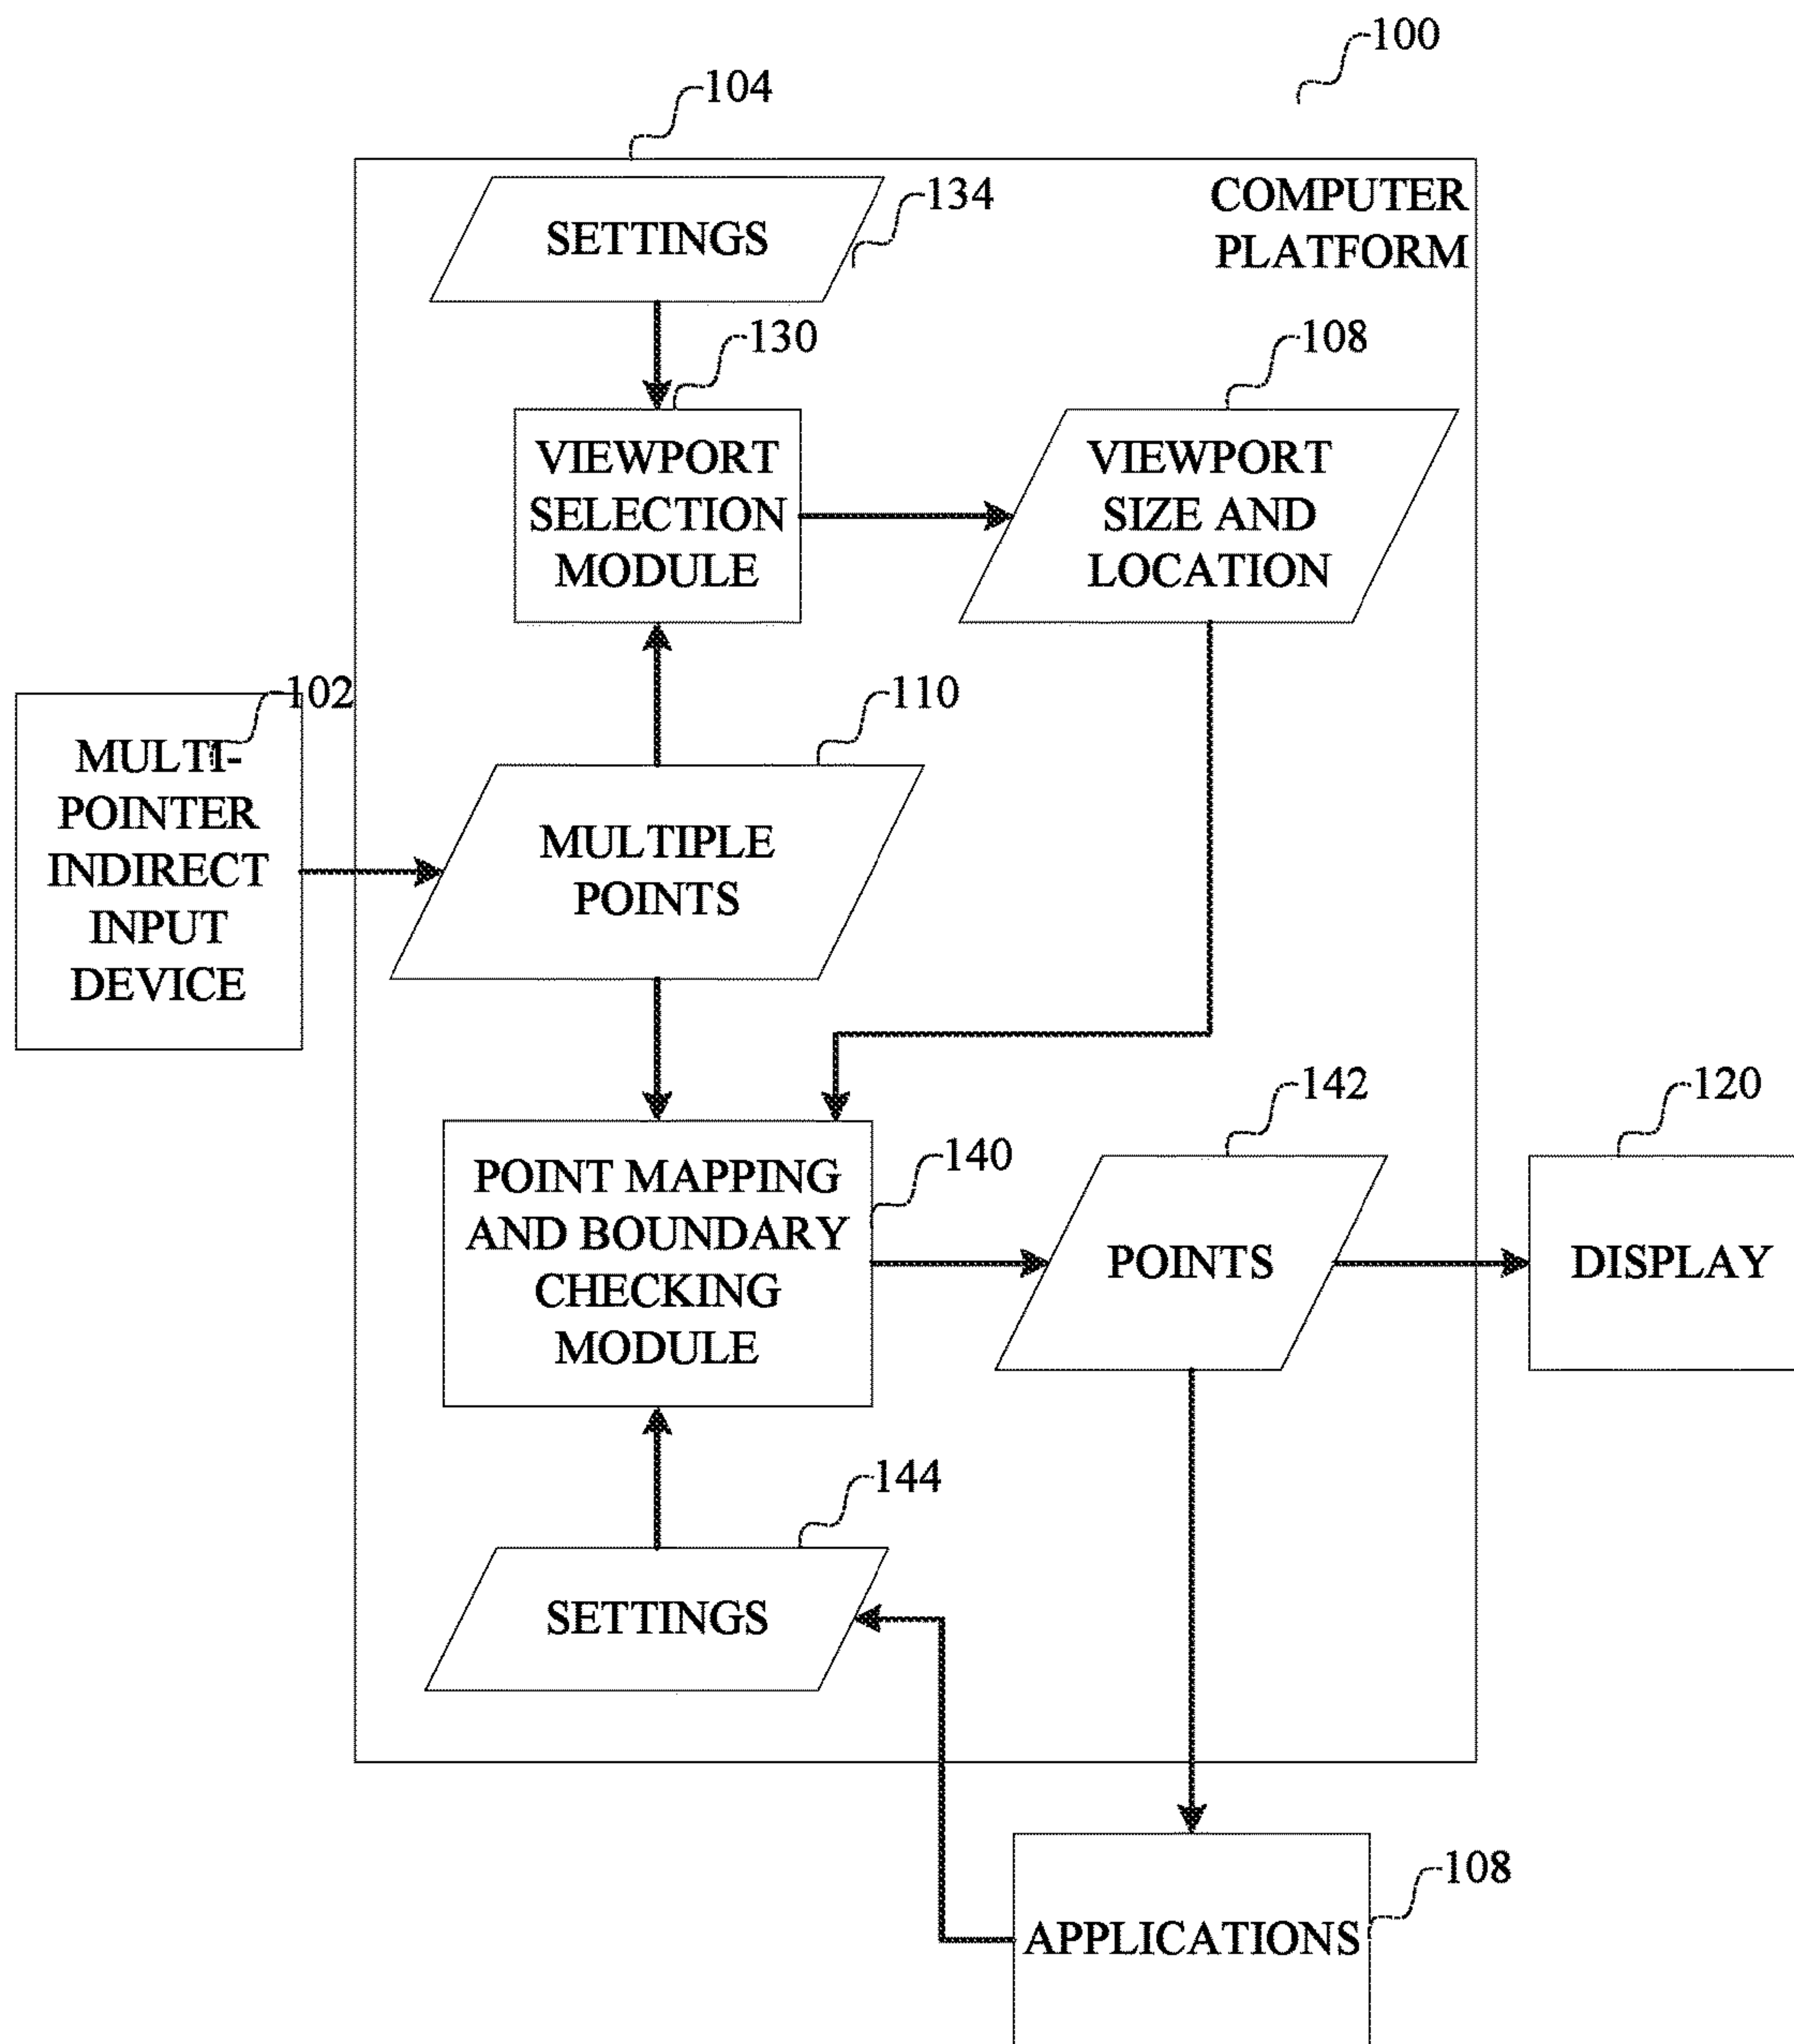 100
104
COMPUTER
PLATFORM
SETTINGS
134
130
108
VIEWPORT
SELECTION
MODULE
VIEWPORT
SIZE AND
LOCATION
102
MULTI-
POINTER
INDIRECT
INPUT
DEVICE
110
MULTIPLE
POINTS
140
POINT MAPPING
AND BOUNDARY
CHECKING
MODULE
142
POINTS
120
DISPLAY
144
SETTINGS
108
APPLICATIONS